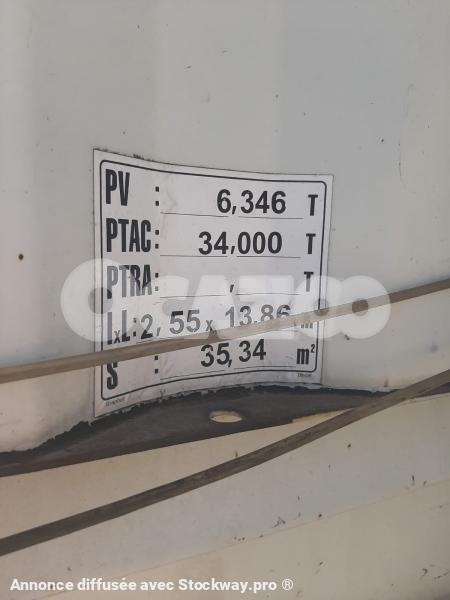 PV : 6,346 T
PTAC: 34,000 T
PTRA: , T
lxL: 2,55 x 13.86 m
S : 35,34 m²
OCAZOO
Annonce diffusée avec Stockway.pro ®